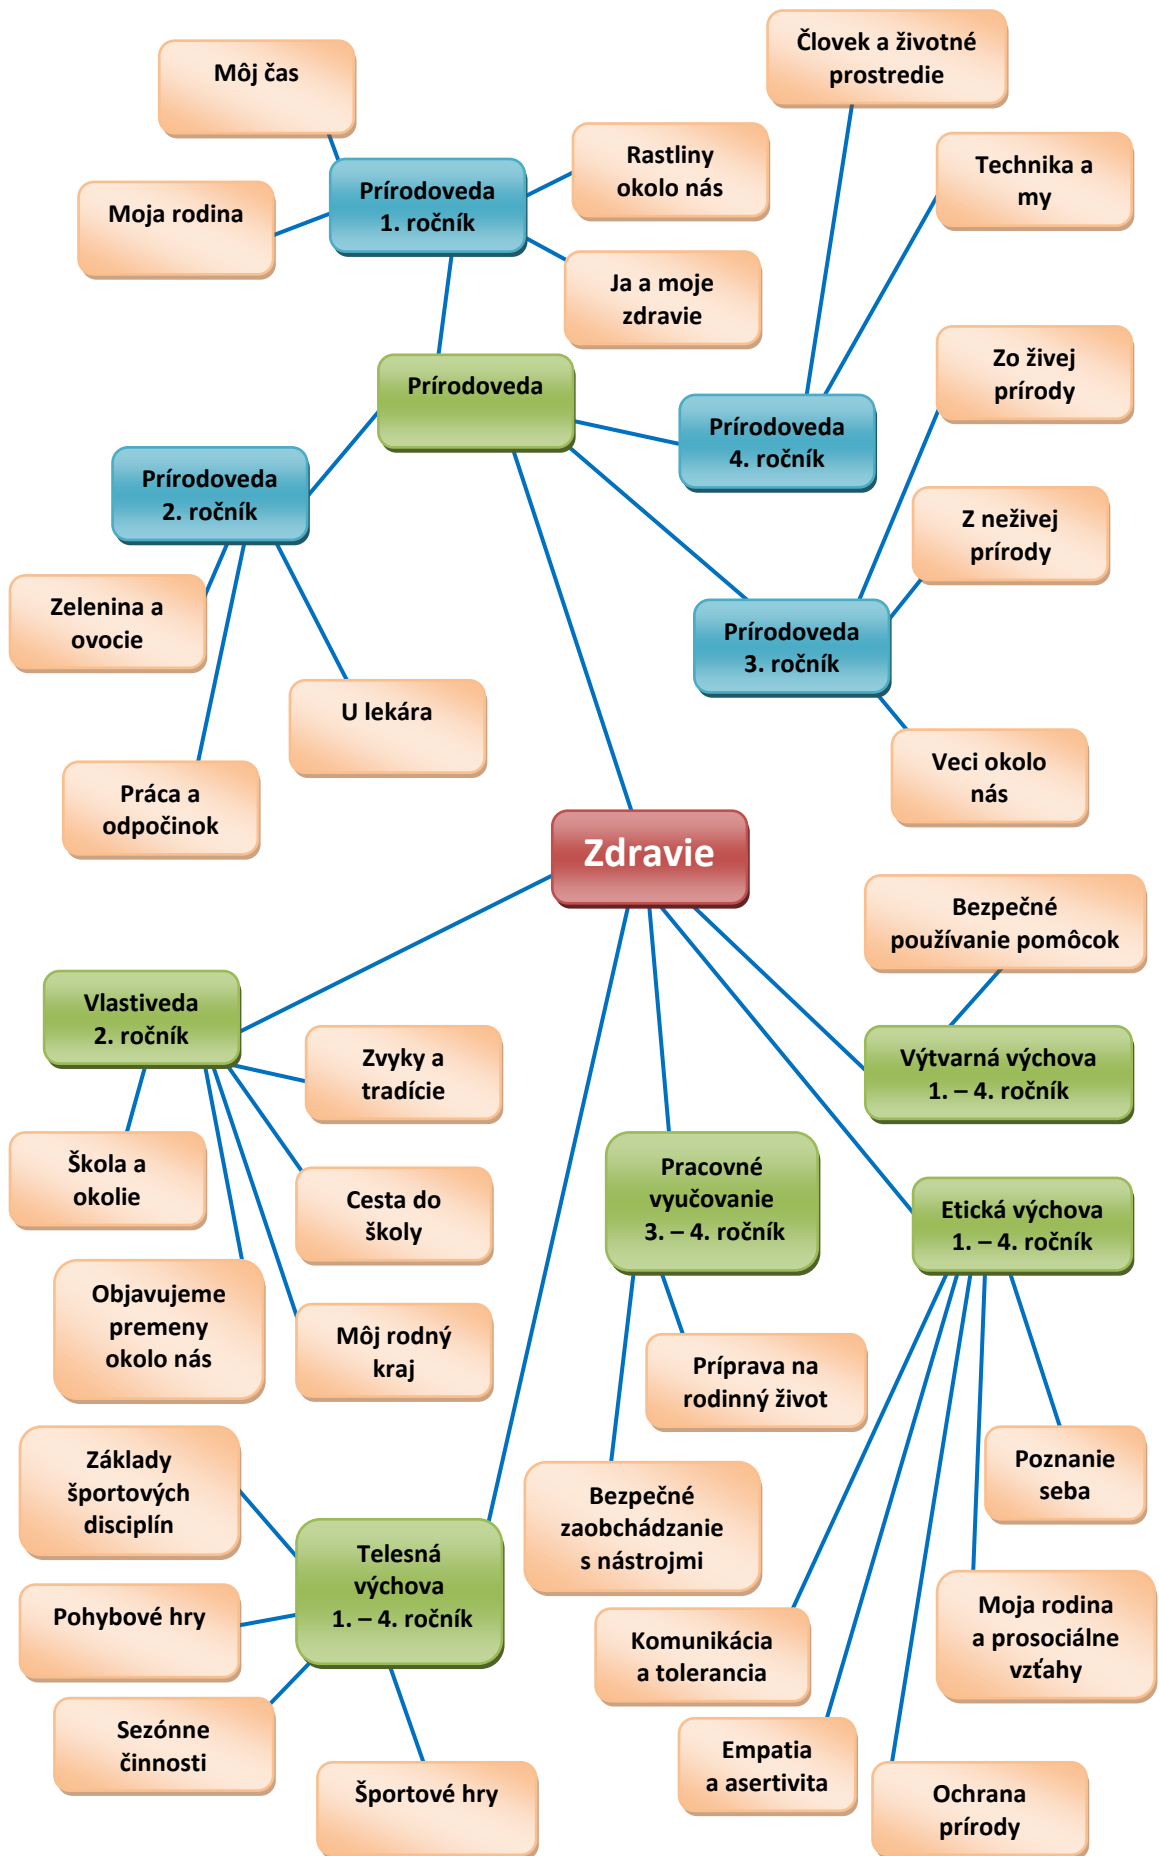 Môj čas
Človek a životné
prostredie
Rastliny
okolo nás
Technika a
my
Moja rodina
Prírodoveda
1. ročník
Ja a moje
zdravie
Zo živej
prírody
Prírodoveda
Prírodoveda
4. ročník
Prírodoveda
2. ročník
Z neživej
prírody
Zelenina a
ovocie
Prírodoveda
3. ročník
U lekára
Veci okolo
nás
Práca a
odpočinok
Zdravie
Bezpečné
používanie pomôcok
Vlastiveda
2. ročník
Zvyky a
tradície
Výtvarná výchova
1. – 4. ročník
Škola a
okolie
Cesta do
školy
Pracovné
vyučovanie
3. – 4. ročník
Etická výchova
1. – 4. ročník
Objavujeme
premeny
okolo nás
Môj rodný
kraj
Príprava na
rodinný život
Základy
športových
disciplín
Poznanie
seba
Bezpečné
zaobchádzanie
s nástrojmi
Telesná
výchova
1. – 4. ročník
Pohybové hry
Moja rodina
a prosociálne
vzťahy
Komunikácia
a tolerancia
Sezónne
činnosti
Empatia
a asertivita
Športové hry
Ochrana
prírody